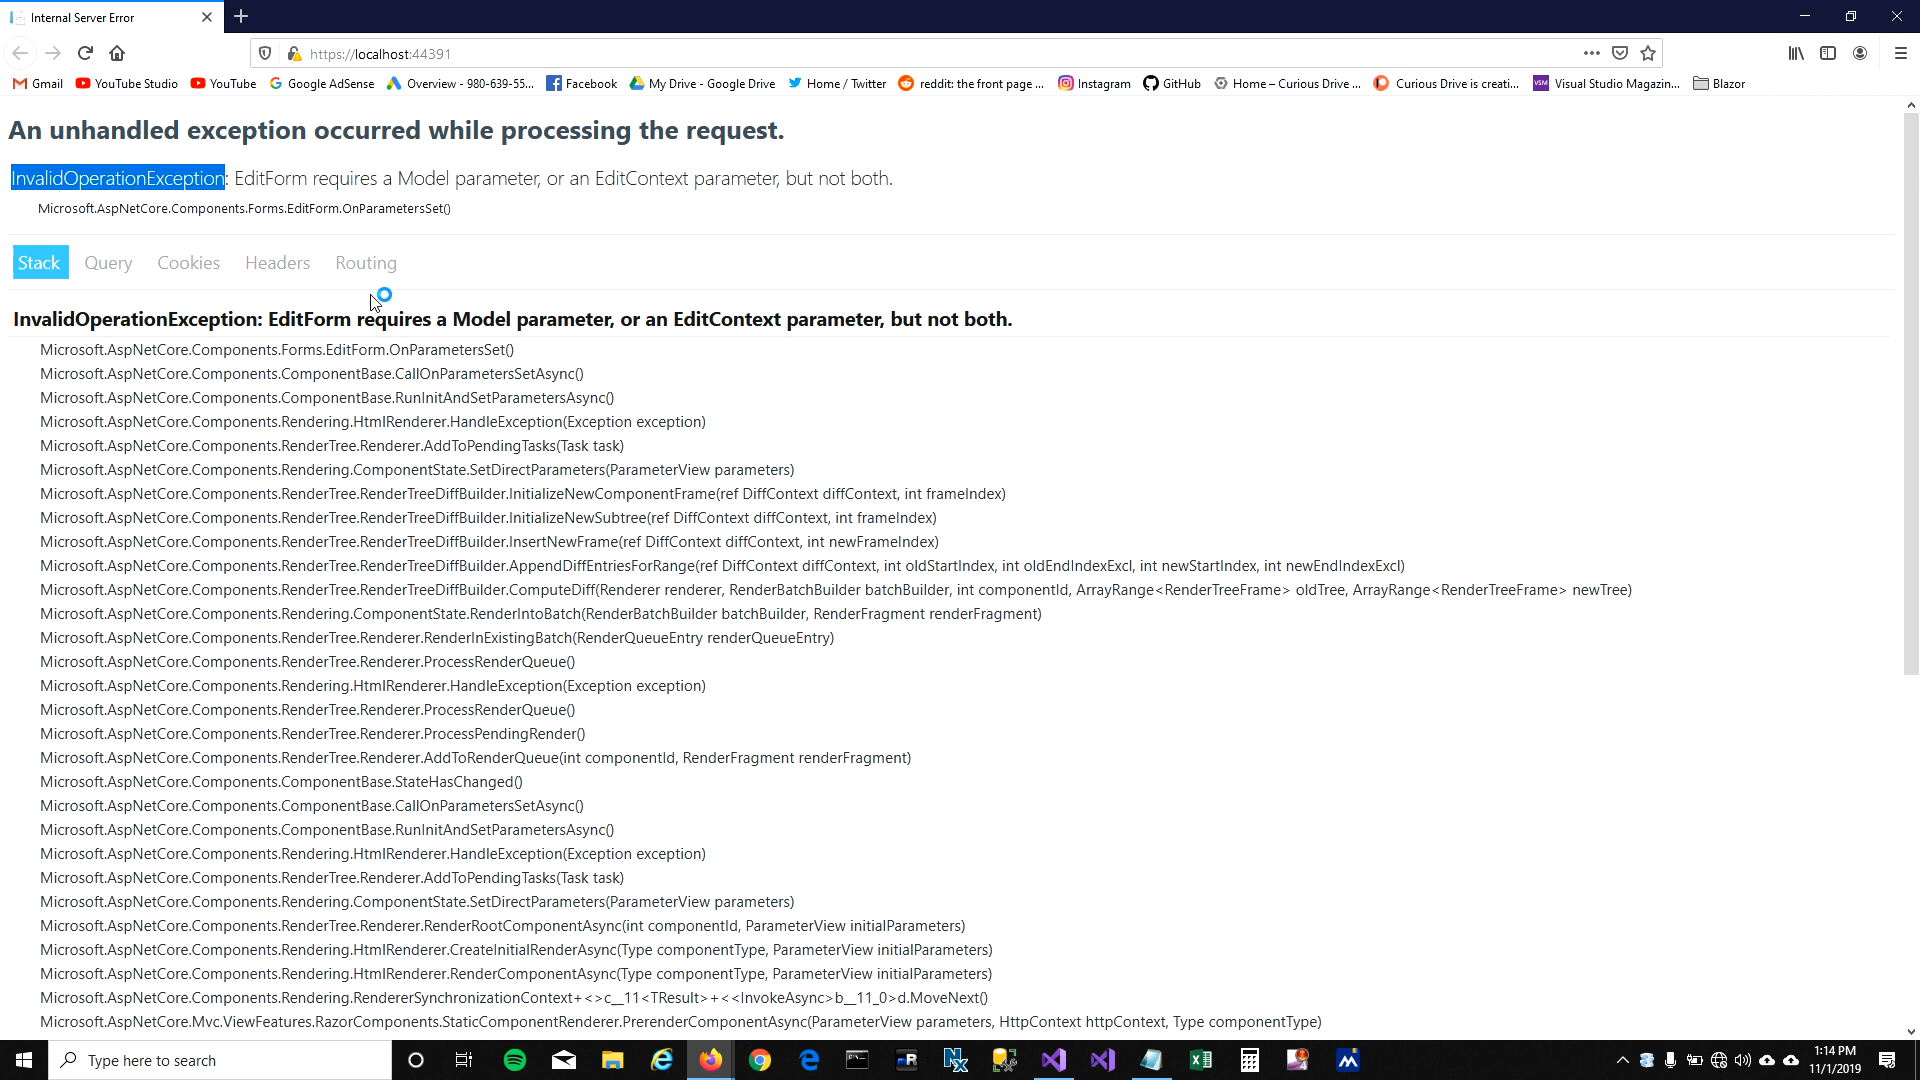 Internal Server Error
https://localhost:44391
Gmail
YouTube Studio
YouTube
Google AdSense
Overview - 980-639-55...
Facebook
My Drive - Google Drive
Home / Twitter
reddit: the front page ...
Instagram
GitHub
Home – Curious Drive ...
Curious Drive is creati...
VSM
Visual Studio Magazin...
Blazor
An unhandled exception occurred while processing the request.
InvalidOperationException: EditForm requires a Model parameter, or an EditContext parameter, but not both.
Microsoft.AspNetCore.Components.Forms.EditForm.OnParametersSet()
Stack Query Cookies Headers Routing
InvalidOperationException: EditForm requires a Model parameter, or an EditContext parameter, but not both.
Microsoft.AspNetCore.Components.Forms.EditForm.OnParametersSet()
Microsoft.AspNetCore.Components.ComponentBase.CallOnParametersSetAsync()
Microsoft.AspNetCore.Components.ComponentBase.RunInitAndSetParametersAsync()
Microsoft.AspNetCore.Components.Rendering.HtmlRenderer.HandleException(Exception exception)
Microsoft.AspNetCore.Components.RenderTree.Renderer.AddToPendingTasks(Task task)
Microsoft.AspNetCore.Components.Rendering.ComponentState.SetDirectParameters(ParameterView parameters)
Microsoft.AspNetCore.Components.RenderTree.RenderTreeDiffBuilder.InitializeNewComponentFrame(ref DiffContext diffContext, int frameIndex)
Microsoft.AspNetCore.Components.RenderTree.RenderTreeDiffBuilder.InitializeNewSubtree(ref DiffContext diffContext, int frameIndex)
Microsoft.AspNetCore.Components.RenderTree.RenderTreeDiffBuilder.InsertNewFrame(ref DiffContext diffContext, int newFrameIndex)
Microsoft.AspNetCore.Components.RenderTree.RenderTreeDiffBuilder.AppendDiffEntriesForRange(ref DiffContext diffContext, int oldStartIndex, int oldEndIndexExcl, int newStartIndex, int newEndIndexExcl)
Microsoft.AspNetCore.Components.RenderTree.RenderTreeDiffBuilder.ComputeDiff(Renderer renderer, RenderBatchBuilder batchBuilder, int componentId, ArrayRange<RenderTreeFrame> oldTree, ArrayRange<RenderTreeFrame> newTree)
Microsoft.AspNetCore.Components.Rendering.ComponentState.RenderIntoBatch(RenderBatchBuilder batchBuilder, RenderFragment renderFragment)
Microsoft.AspNetCore.Components.RenderTree.Renderer.RenderInExistingBatch(RenderQueueEntry renderQueueEntry)
Microsoft.AspNetCore.Components.RenderTree.Renderer.ProcessRenderQueue()
Microsoft.AspNetCore.Components.Rendering.HtmlRenderer.HandleException(Exception exception)
Microsoft.AspNetCore.Components.RenderTree.Renderer.ProcessRenderQueue()
Microsoft.AspNetCore.Components.RenderTree.Renderer.ProcessPendingRender()
Microsoft.AspNetCore.Components.RenderTree.Renderer.AddToRenderQueue(int componentId, RenderFragment renderFragment)
Microsoft.AspNetCore.Components.ComponentBase.StateHasChanged()
Microsoft.AspNetCore.Components.ComponentBase.CallOnParametersSetAsync()
Microsoft.AspNetCore.Components.ComponentBase.RunInitAndSetParametersAsync()
Microsoft.AspNetCore.Components.Rendering.HtmlRenderer.HandleException(Exception exception)
Microsoft.AspNetCore.Components.RenderTree.Renderer.AddToPendingTasks(Task task)
Microsoft.AspNetCore.Components.Rendering.ComponentState.SetDirectParameters(ParameterView parameters)
Microsoft.AspNetCore.Components.RenderTree.Renderer.RenderRootComponentAsync(int componentId, ParameterView initialParameters)
Microsoft.AspNetCore.Components.Rendering.HtmlRenderer.CreateInitialRenderAsync(Type componentType, ParameterView initialParameters)
Microsoft.AspNetCore.Components.Rendering.HtmlRenderer.RenderComponentAsync(Type componentType, ParameterView initialParameters)
Microsoft.AspNetCore.Components.Rendering.RendererSynchronizationContext+<>c__11<TResult>+<<InvokeAsync>b__11_0>d.MoveNext()
Microsoft.AspNetCore.Mvc.ViewFeatures.RazorComponents.StaticComponentRenderer.PrerenderComponentAsync(ParameterView parameters, HttpContext httpContext, Type componentType)
Type here to search
1:14 PM
11/1/2019